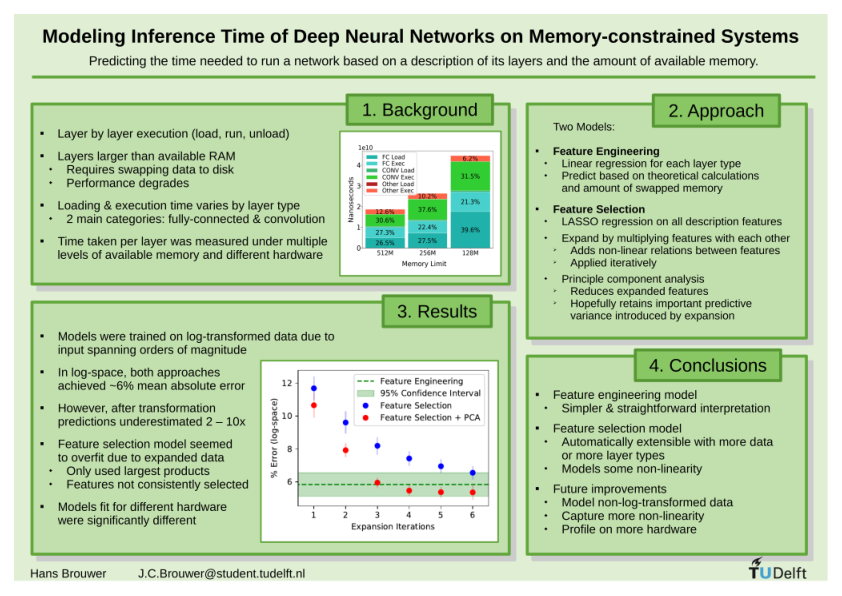 Modeling Inference Time of Deep Neural Networks on Memory-constrained Systems
Predicting the time needed to run a network based on a description of its layers and the amount of available memory.
1. Background
▪ Layer by layer execution (load, run, unload)
▪ Layers larger than available RAM
• Requires swapping data to disk
• Performance degrades
▪ Loading & execution time varies by layer type
• 2 main categories: fully-connected & convolution
▪ Time taken per layer was measured under multiple
levels of available memory and different hardware
1e10
FC Load
FC Exec
CONV Load
CONV Exec
Other Load
Other Exec
Nanoseconds
4
3
2
1
0
12.6%
30.6%
27.3%
26.5%
10.2%
37.6%
22.4%
27.5%
6.2%
31.5%
21.3%
39.6%
512M 256M 128M
Memory Limit
2. Approach
Two Models:
▪ Feature Engineering
• Linear regression for each layer type
• Predict based on theoretical calculations
and amount of swapped memory
▪ Feature Selection
• LASSO regression on all description features
• Expand by multiplying features with each other
Adds non-linear relations between features
Applied iteratively
• Principle component analysis
Reduces expanded features
Hopefully retains important predictive
variance introduced by expansion
3. Results
▪ Models were trained on log-transformed data due to
input spanning orders of magnitude
▪ In log-space, both approaches
achieved ~6% mean absolute error
▪ However, after transformation
predictions underestimated 2 – 10x
▪ Feature selection model seemed
to overfit due to expanded data
• Only used largest products
• Features not consistently selected
▪ Models fit for different hardware
were significantly different
Feature Engineering
95% Confidence Interval
Feature Selection
Feature Selection + PCA
% Error (log-space)
12
10
8
6
1 2 3 4 5 6
Expansion Iterations
4. Conclusions
▪ Feature engineering model
• Simpler & straightforward interpretation
▪ Feature selection model
• Automatically extensible with more data
or more layer types
• Models some non-linearity
▪ Future improvements
• Model non-log-transformed data
• Capture more non-linearity
• Profile on more hardware
Hans Brouwer J.C.Brouwer@student.tudelft.nl
TUDelft